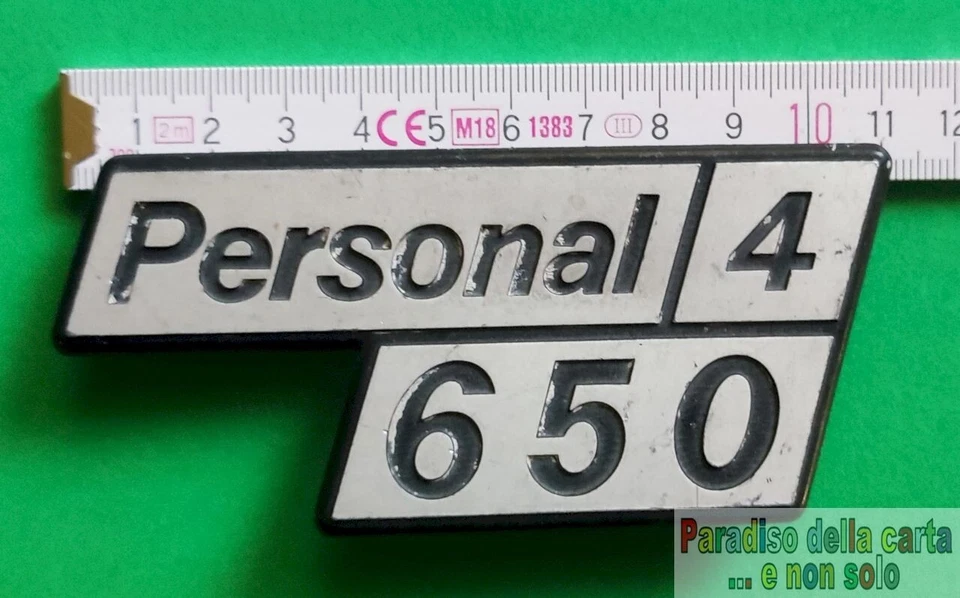 1 2m 2 3 4 CE 5 M18 6 1383 7 III 8 9 10 11 12
Personal 4
650
Paradiso della carta
... e non solo